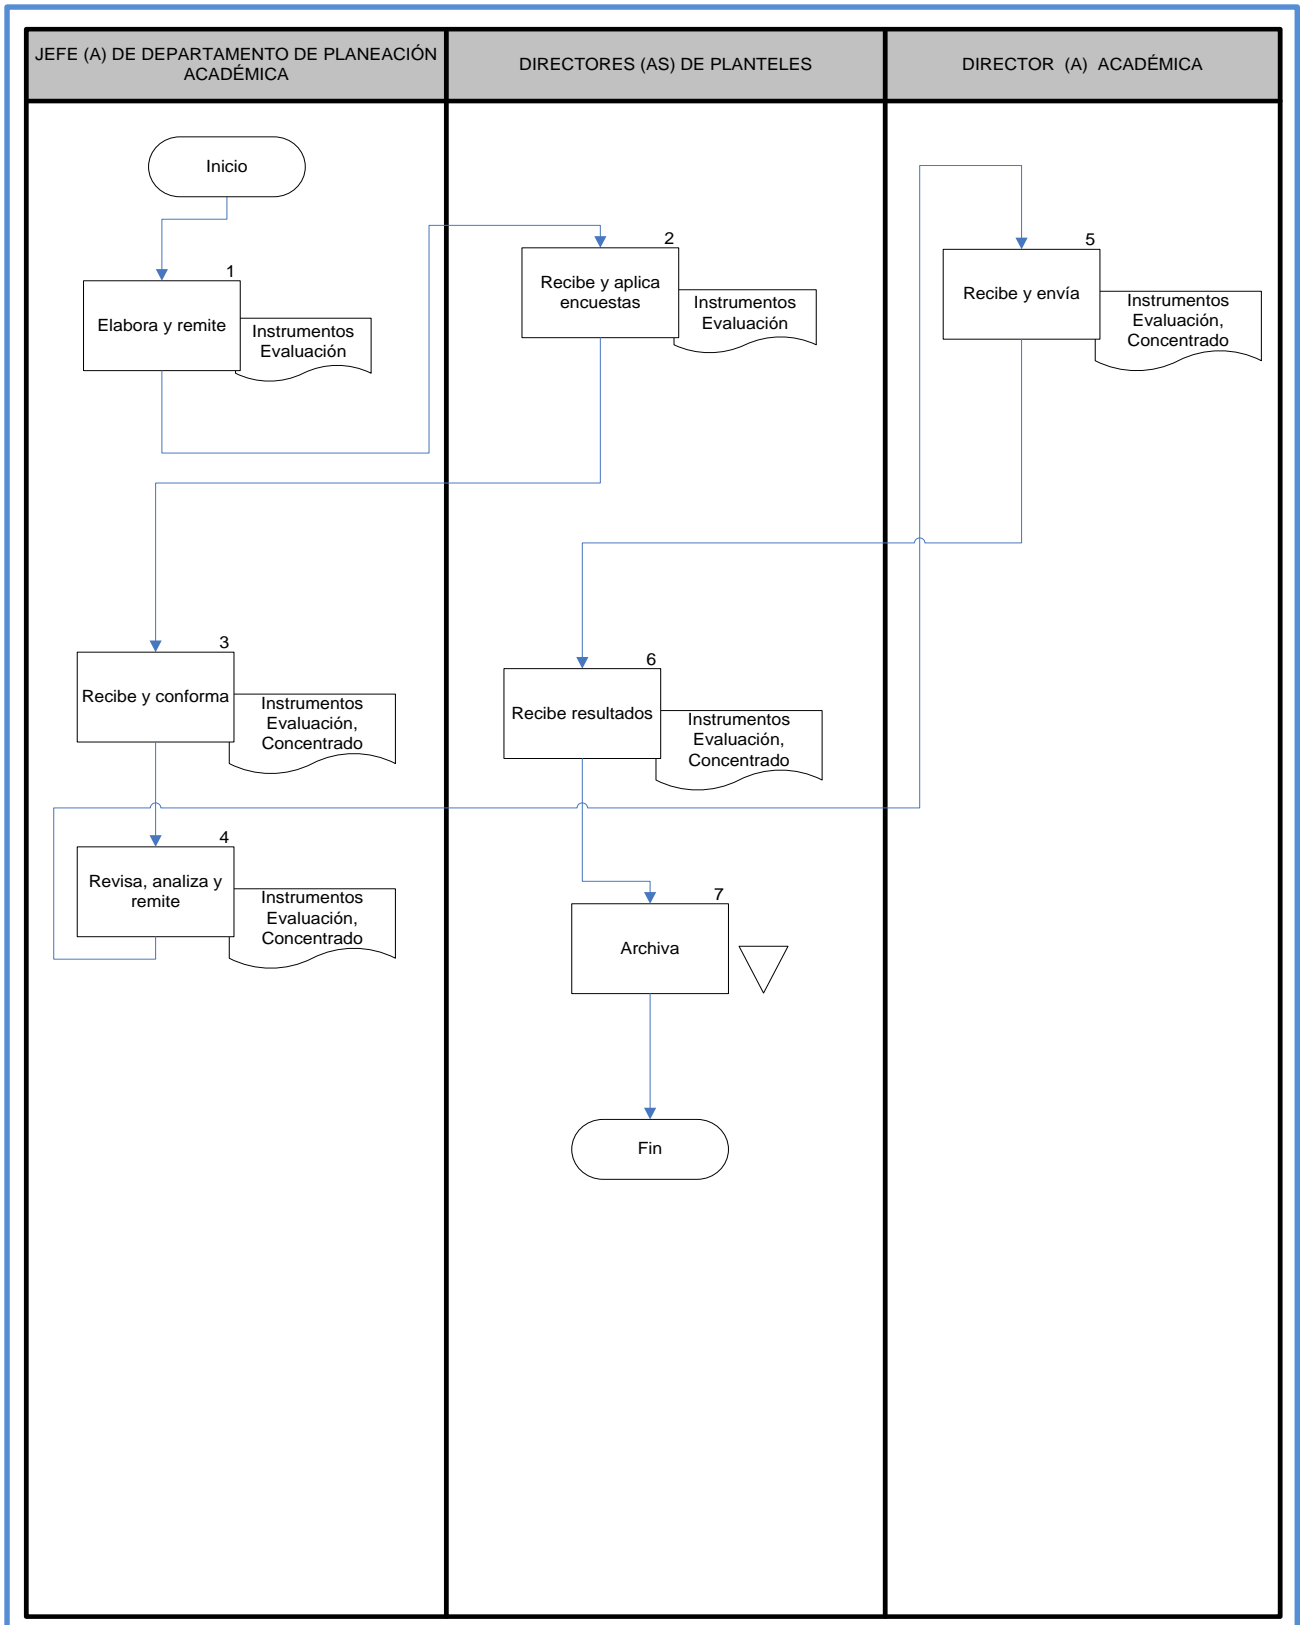 JEFE (A) DE DEPARTAMENTO DE PLANEACIÓN
ACADÉMICA
DIRECTORES (AS) DE PLANTELES
DIRECTOR (A) ACADÉMICA
Inicio
1
Elabora y remite
Instrumentos
Evaluación
2
Recibe y aplica
encuestas
Instrumentos
Evaluación
3
Recibe y conforma
Instrumentos
Evaluación,
Concentrado
4
Revisa, analiza y
remite
Instrumentos
Evaluación,
Concentrado
5
Recibe y envía
Instrumentos
Evaluación,
Concentrado
6
Recibe resultados
Instrumentos
Evaluación,
Concentrado
7
Archiva
Fin